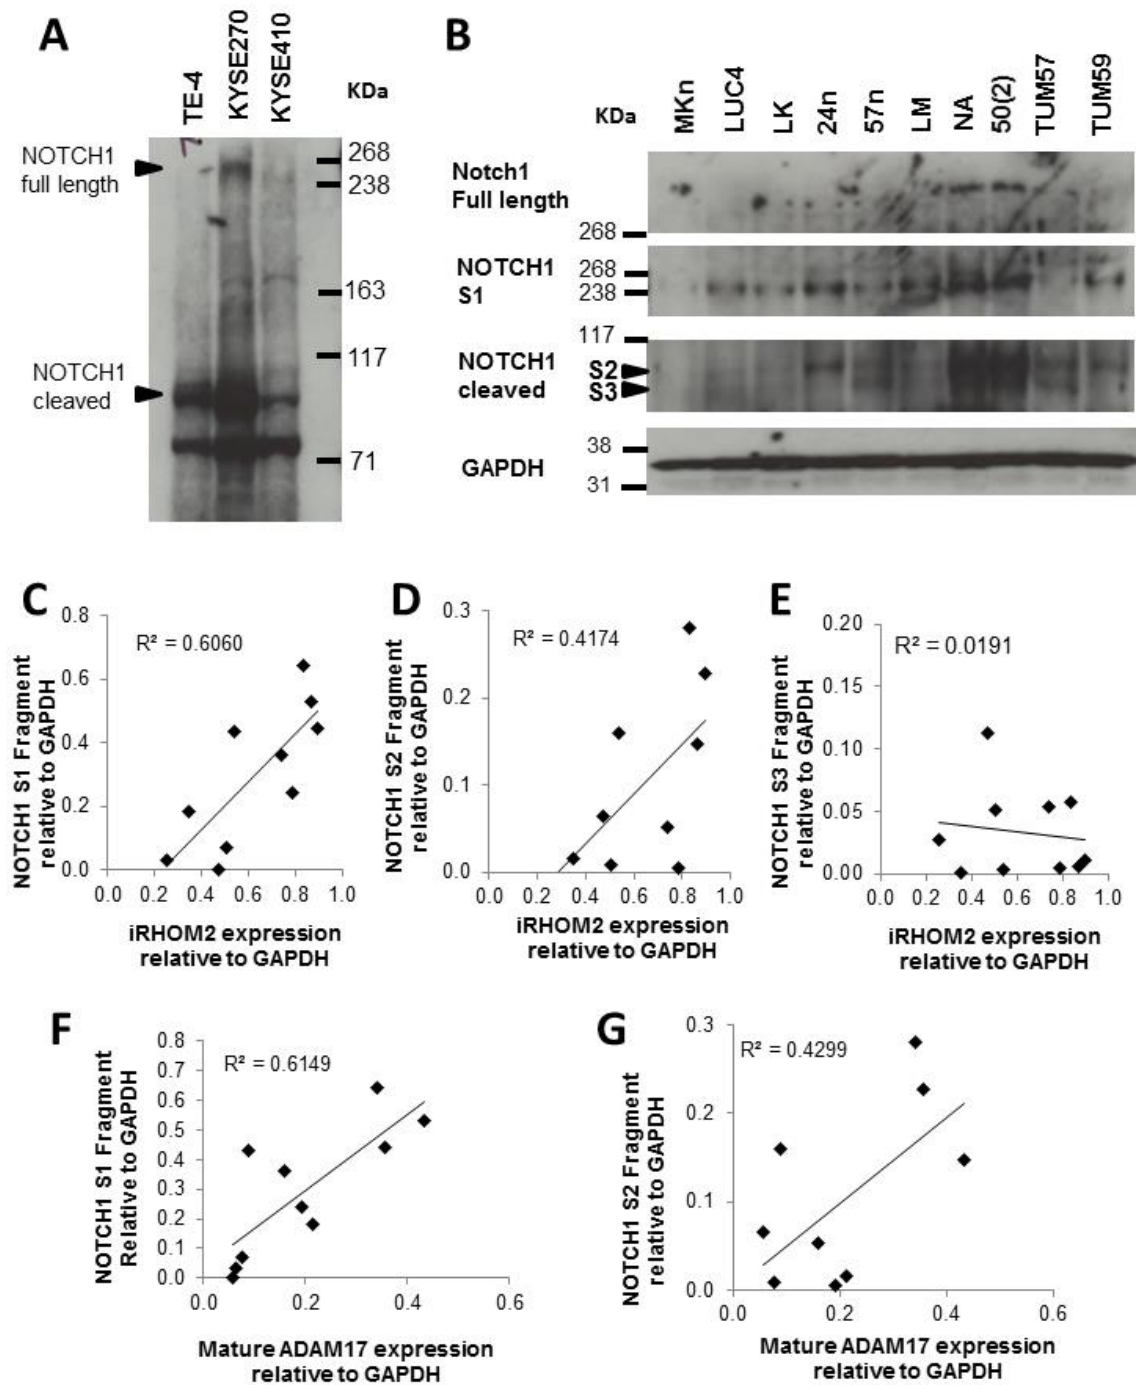 A
TE-4
KYSE270
KYSE410
KDa
NOTCH1
full length
268
238
163
117
NOTCH1
cleaved
71
B
KDa
MKn
LUC4
LK
24n
57n
LM
NA
50(2)
TUM57
TUM59
Notch1
Full length
268
NOTCH1
S1
268
238
117
NOTCH1
cleaved
S2
S3
GAPDH
38
31
C
R² = 0.6060
NOTCH1 S1 Fragment
relative to GAPDH
0.8
0.6
0.4
0.2
0.0
0.0 0.2 0.4 0.6 0.8 1.0
iRHOM2 expression
relative to GAPDH
D
R² = 0.4174
NOTCH1 S2 Fragment
relative to GAPDH
0.3
0.2
0.1
0.0
0.0 0.2 0.4 0.6 0.8 1.0
iRHOM2 expression
relative to GAPDH
E
R² = 0.0191
NOTCH1 S3 Fragment
relative to GAPDH
0.20
0.15
0.10
0.05
0.00
0.0 0.2 0.4 0.6 0.8 1.0
iRHOM2 expression
relative to GAPDH
F
R² = 0.6149
NOTCH1 S1 Fragment
Relative to GAPDH
0.8
0.7
0.6
0.5
0.4
0.3
0.2
0.1
0.0
0.0 0.2 0.4 0.6
Mature ADAM17 expression
relative to GAPDH
G
R² = 0.4299
NOTCH1 S2 Fragment
relative to GAPDH
0.3
0.2
0.1
0.0
0.0 0.2 0.4 0.6
Mature ADAM17 expression
relative to GAPDH